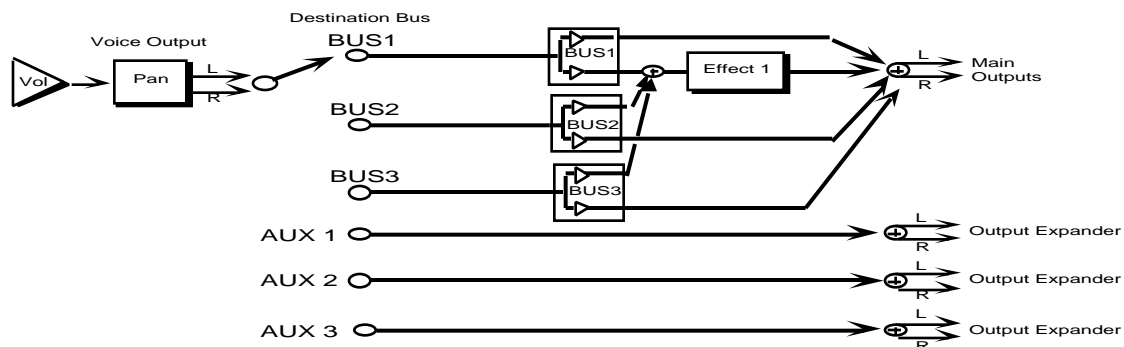 Destination Bus
Voice Output
BUS1
Vol
Pan
L
R
BUS1
Effect 1
L
R
Main
Outputs
BUS2
BUS2
BUS3
BUS3
AUX 1
L
R
Output Expander
AUX 2
L
R
Output Expander
AUX 3
L
R
Output Expander